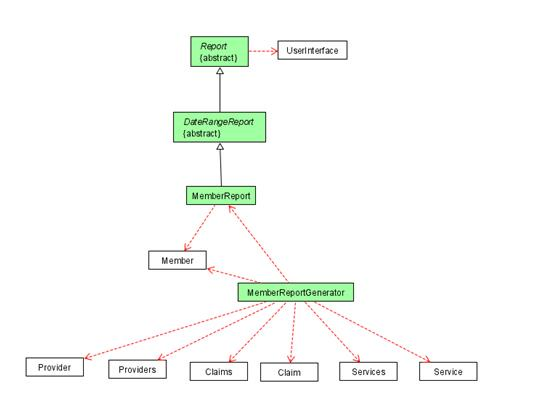 Report
{abstract}
UserInterface
DateRangeReport
{abstract}
MemberReport
Member
MemberReportGenerator
Provider
Providers
Claims
Claim
Services
Service